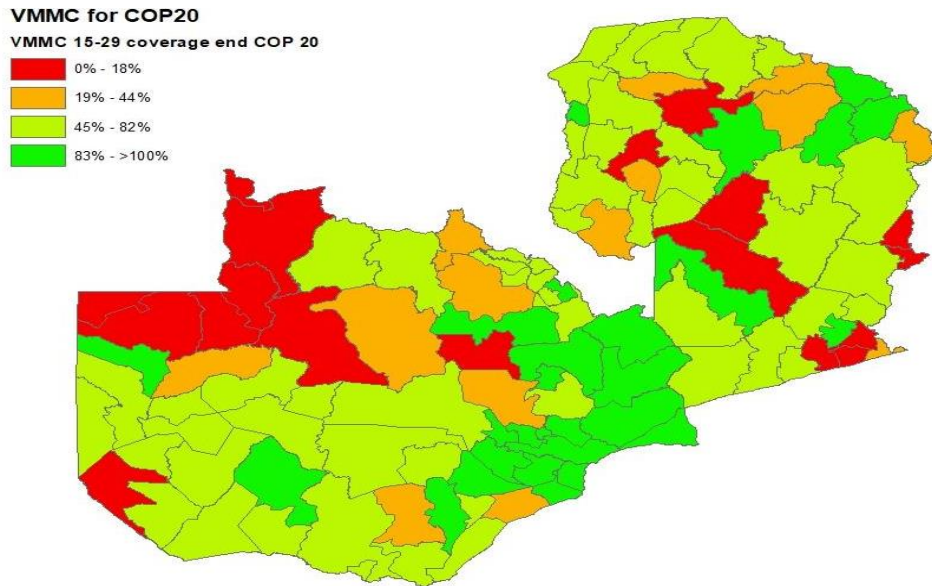 VMMC for COP20
VMMC 15-29 coverage end COP 20
0% - 18%
19% - 44%
45% - 82%
83% - >100%